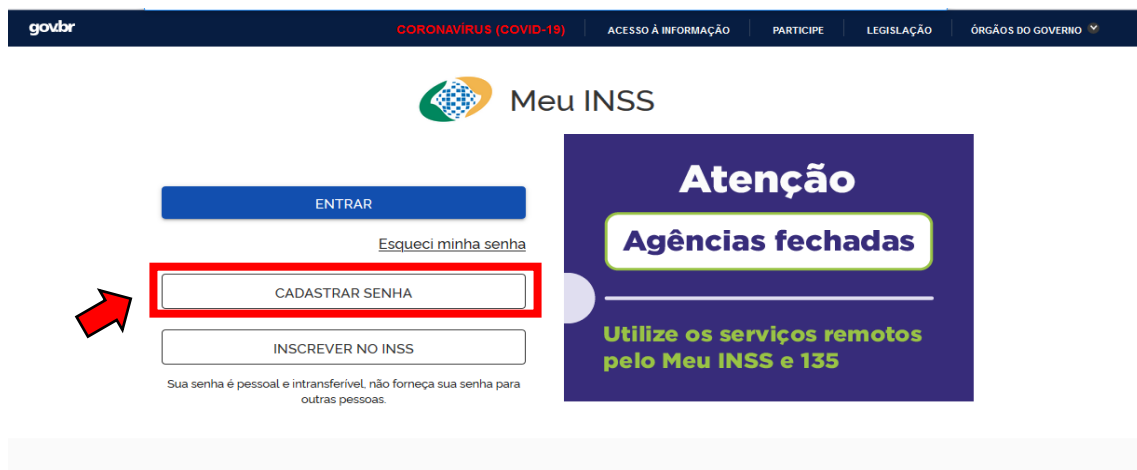 gov.br
CORONAVÍRUS (COVID-19)
ACESSO À INFORMAÇÃO
PARTICIPE
LEGISLAÇÃO
ÓRGÃOS DO GOVERNO
Meu INSS
ENTRAR
Esqueci minha senha
CADASTRAR SENHA
INSCREVER NO INSS
Sua senha é pessoal e intransferível, não forneça sua senha para
outras pessoas.
Atenção
Agências fechadas
Utilize os serviços remotos
pelo Meu INSS e 135